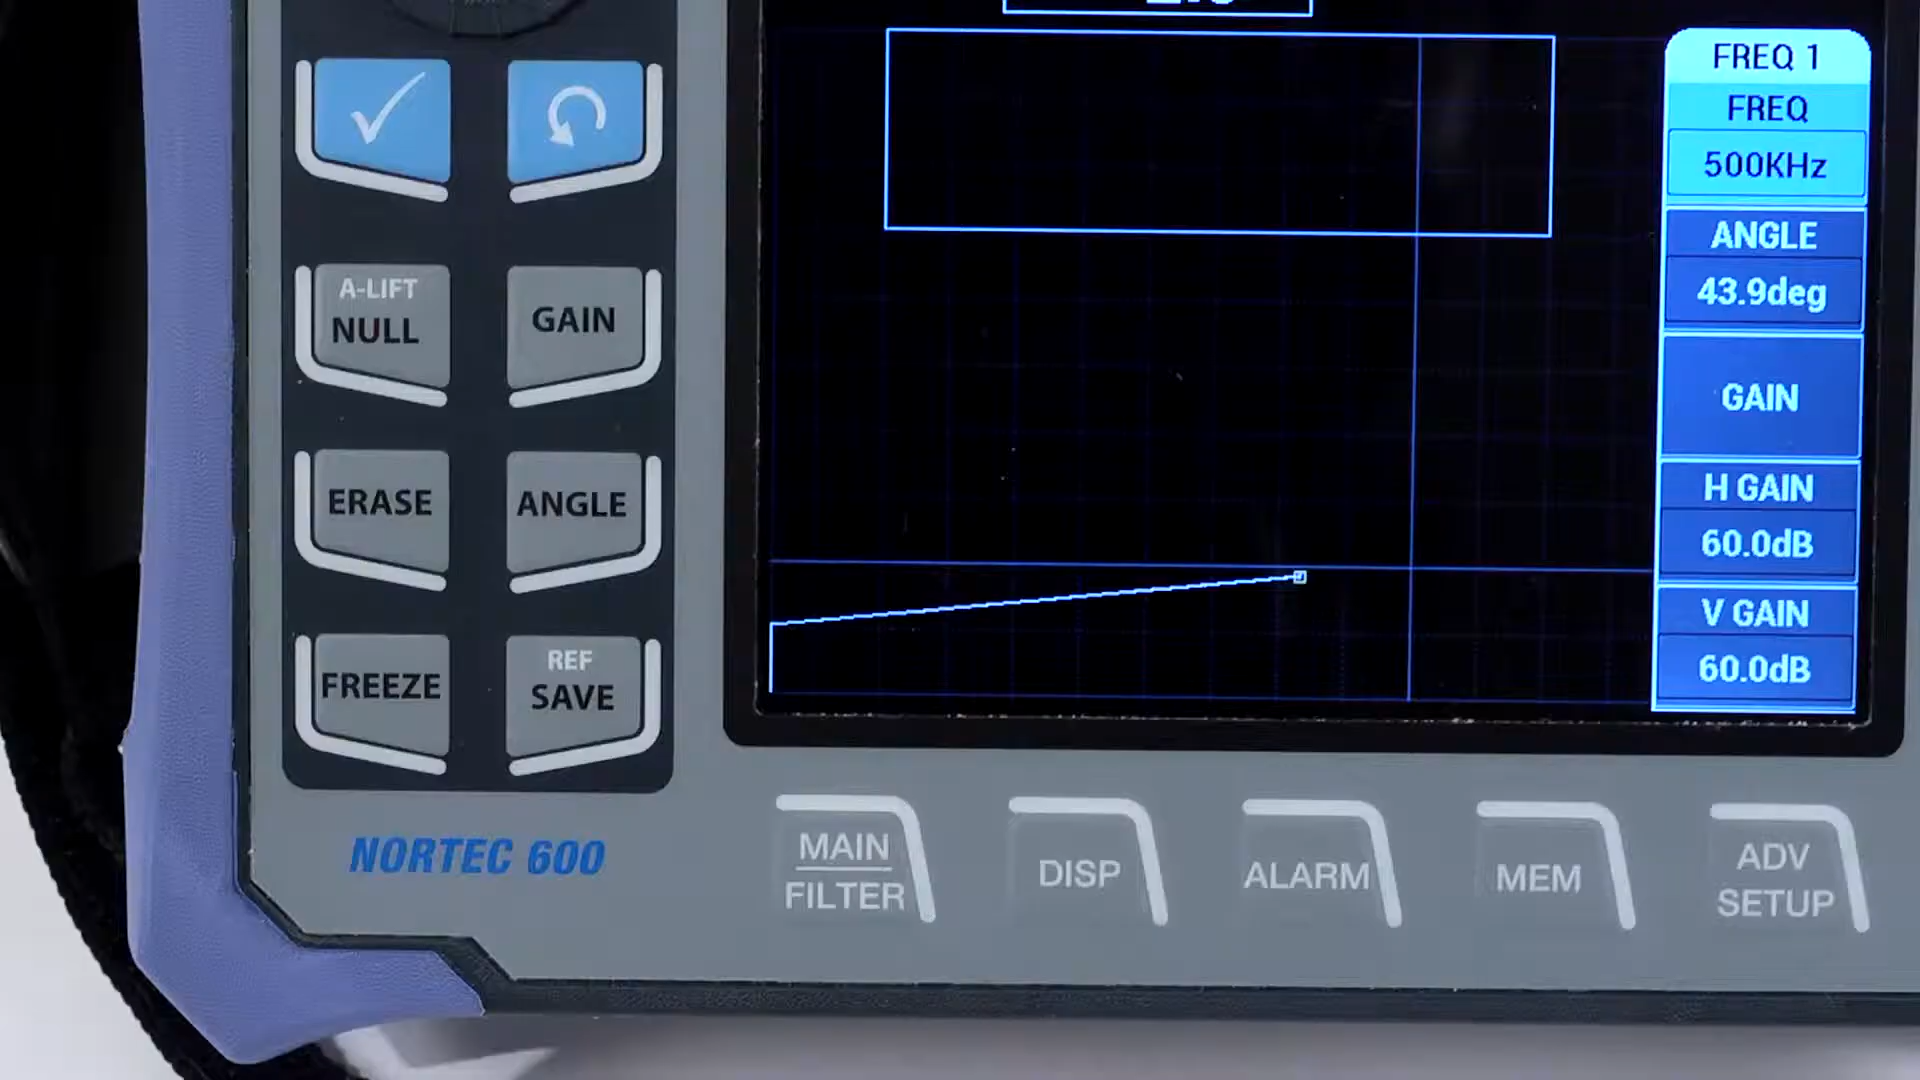 A-LIFT
NULL
GAIN
ERASE
ANGLE
FREEZE
REF
SAVE
NORTEC 600
FREQ 1
FREQ
500KHz
ANGLE
43.9deg
GAIN
H GAIN
60.0dB
V GAIN
60.0dB
MAIN
FILTER
DISP
ALARM
MEM
ADV
SETUP